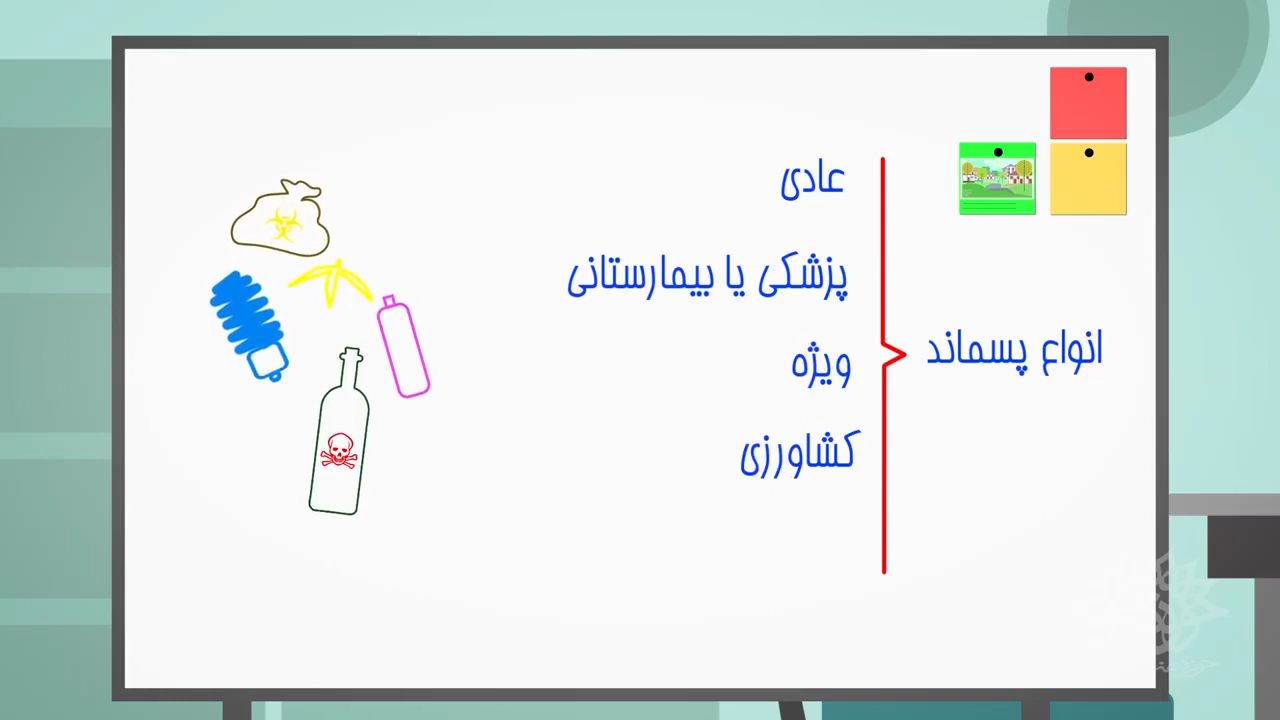 انواع پسماند
عادی
پزشکی یا بیمارستانی
ویژه
کشاورزی